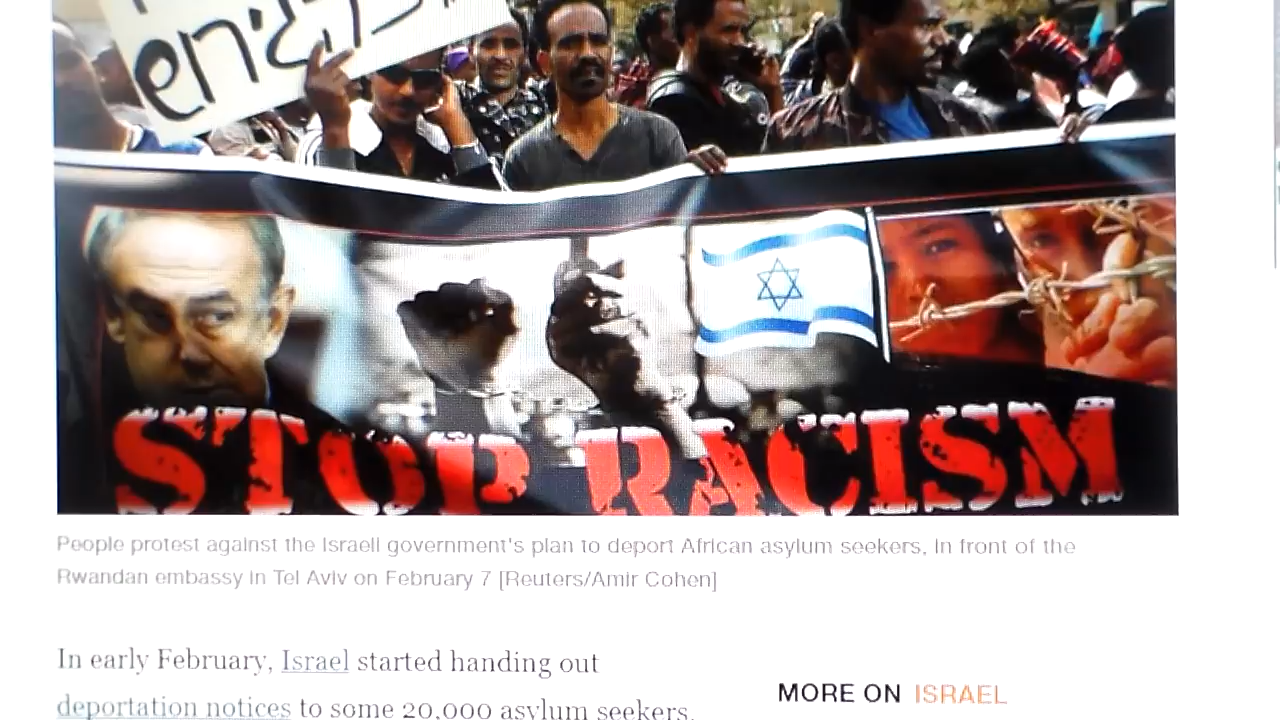 STOP RACISM
People protest against the Israeli government's plan to deport African asylum seekers, in front of the
Rwandan embassy in Tel Aviv on February 7 [Reuters/Amir Cohen]
In early February, Israel started handing out
deportation notices to some 20,000 asylum seekers.
MORE ON ISRAEL